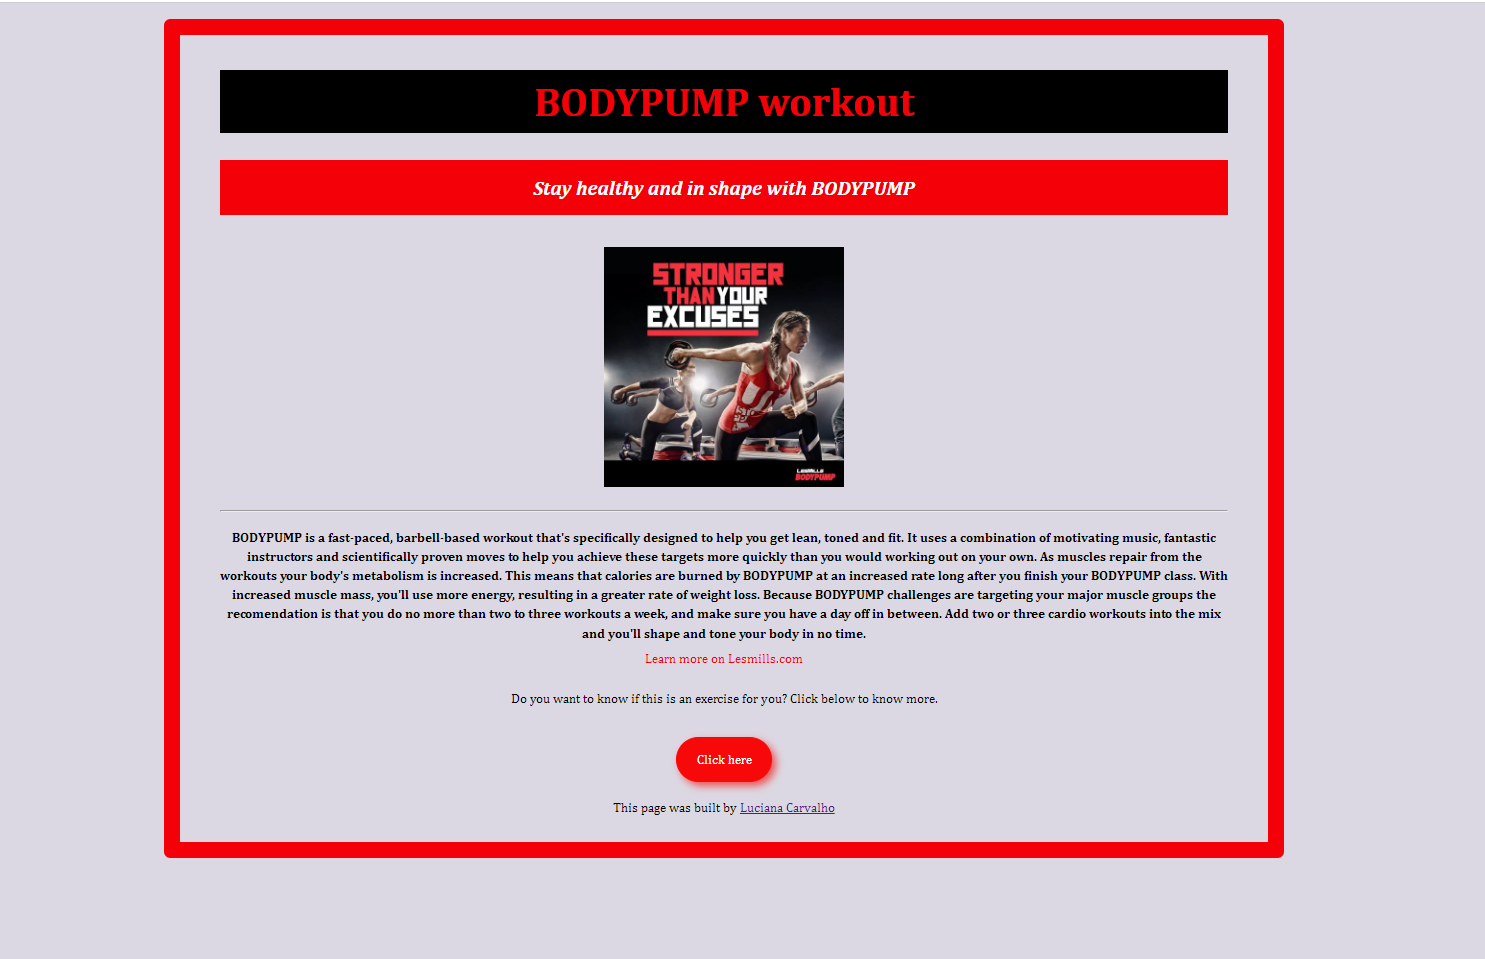 BODYPUMP workout
Stay healthy and in shape with BODYPUMP
STRONGER
THAN YOUR
EXCUSES
LESMILLS
BODYPUMP
BODYPUMP is a fast-paced, barbell-based workout that's specifically designed to help you get lean, toned and fit. It uses a combination of motivating music, fantastic
instructors and scientifically proven moves to help you achieve these targets more quickly than you would working out on your own. As muscles repair from the
workouts your body's metabolism is increased. This means that calories are burned by BODYPUMP at an increased rate long after you finish your BODYPUMP class. With
increased muscle mass, you'll use more energy, resulting in a greater rate of weight loss. Because BODYPUMP challenges are targeting your major muscle groups the
recomendation is that you do no more than two to three workouts a week, and make sure you have a day off in between. Add two or three cardio workouts into the mix
and you'll shape and tone your body in no time.
Learn more on Lesmills.com
Do you want to know if this is an exercise for you? Click below to know more.
Click here
This page was built by Luciana Carvalho